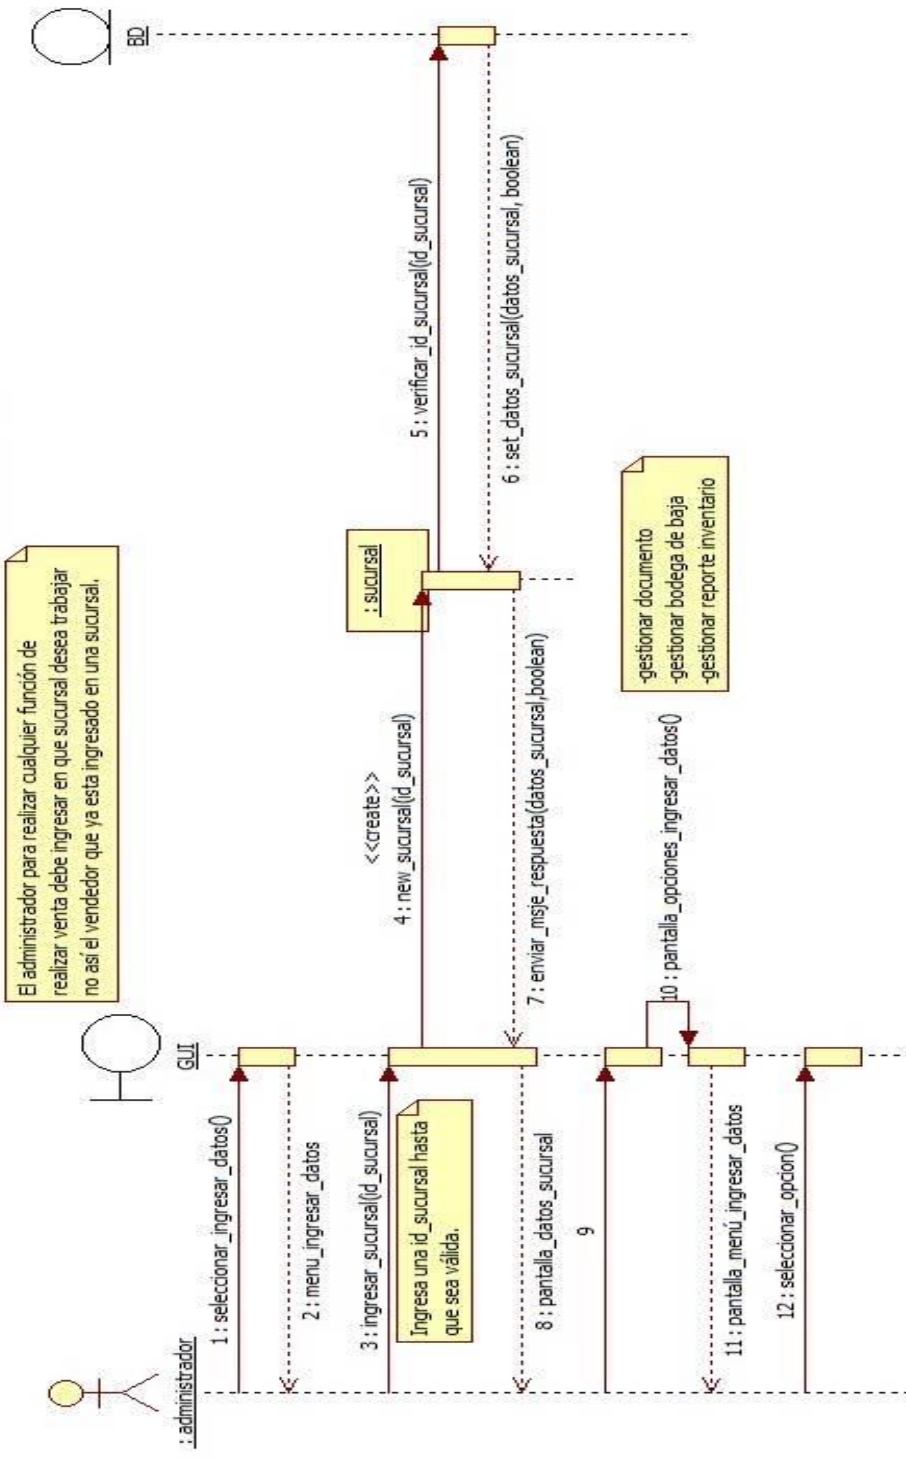 El administrador para realizar cualquier función de
realizar venta debe ingresar en que sucursal desea trabajar
no así el vendedor que ya esta ingresado en una sucursal.
: administrador
GUI
: sucursal
BD
1 : seleccionar_ingresar_datos()
2 : menu_ingresar_datos
3 : ingresar_sucursal(id_sucursal)
Ingresa una id_sucursal hasta
que sea válida.
<<create>>
4 : new_sucursal(id_sucursal)
5 : verificar_id_sucursal(id_sucursal)
6 : set_datos_sucursal(datos_sucursal, boolean)
7 : enviar_msje_respuesta(datos_sucursal,boolean)
8 : pantalla_datos_sucursal
9
10 : pantalla_opciones_ingresar_datos()
-gestionar documento
-gestionar bodega de baja
-gestionar reporte inventario
11 : pantalla_menú_ingresar_datos
12 : seleccionar_opcion()